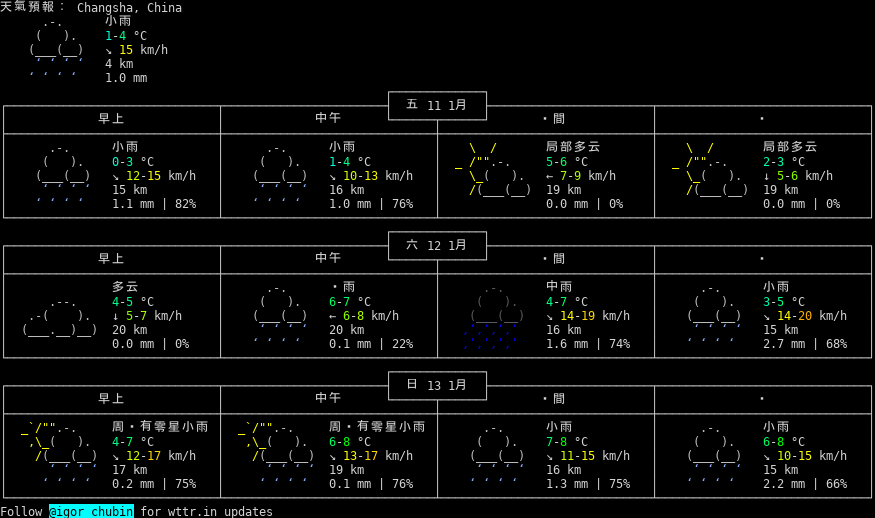 天氣預報： Changsha, China
小雨
1-4 °C
↘ 15 km/h
4 km
1.0 mm
五 11 1月
早上 中午 ・間 ・
小雨 小雨 局部多云 局部多云
0-3 °C 1-4 °C 5-6 °C 2-3 °C
↘ 12-15 km/h ↘ 10-13 km/h ← 7-9 km/h ↓ 5-6 km/h
15 km 16 km 19 km 19 km
1.1 mm | 82% 1.0 mm | 76% 0.0 mm | 0% 0.0 mm | 0%
六 12 1月
早上 中午 ・間 ・
多云 ・雨 中雨 小雨
4-5 °C 6-7 °C 4-7 °C 3-5 °C
↓ 5-7 km/h ← 6-8 km/h ↘ 14-19 km/h ↘ 14-20 km/h
20 km 20 km 16 km 15 km
0.0 mm | 0% 0.1 mm | 22% 1.6 mm | 74% 2.7 mm | 68%
日 13 1月
早上 中午 ・間 ・
周・有零星小雨 周・有零星小雨 小雨 小雨
4-7 °C 6-8 °C 7-8 °C 6-8 °C
↘ 12-17 km/h ↘ 13-17 km/h ↘ 11-15 km/h ↘ 10-15 km/h
17 km 19 km 16 km 15 km
0.2 mm | 75% 0.1 mm | 76% 1.3 mm | 75% 2.2 mm | 66%
Follow @igor_chubin for wttr.in updates